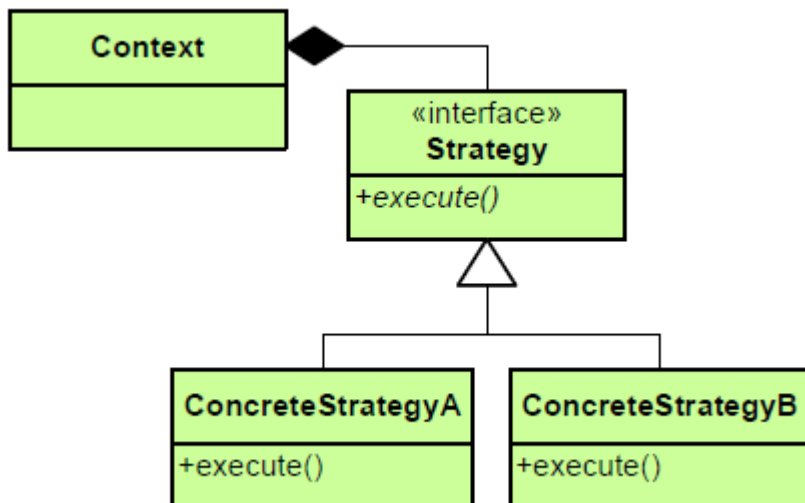 Context
«interface»
Strategy
+execute()
ConcreteStrategyA
+execute()
ConcreteStrategyB
+execute()